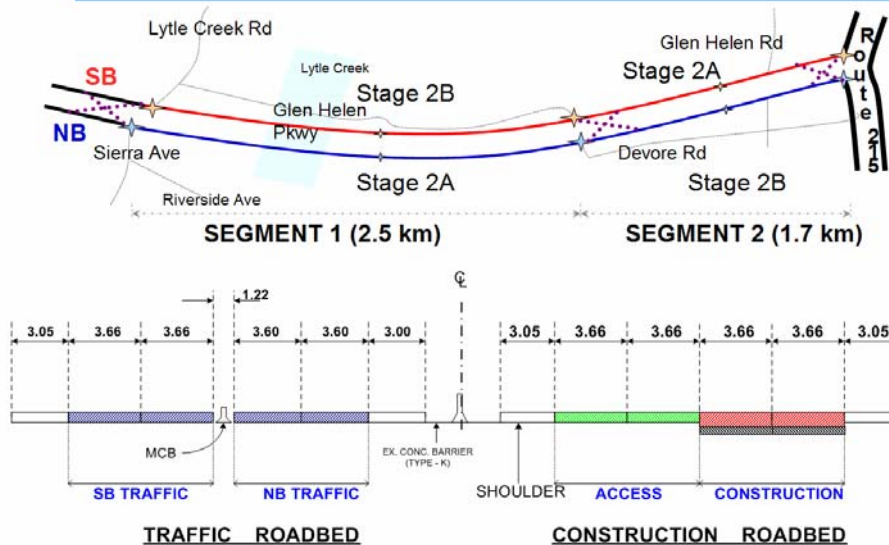 Lytle Creek Rd
SB
NB
Lytle Creek
Stage 2B
Glen Helen
Pkwy
Sierra Ave
Riverside Ave
Stage 2A
Glen Helen Rd
Stage 2A
Devore Rd
Stage 2B
Route 215
SEGMENT 1 (2.5 km)
SEGMENT 2 (1.7 km)
℄
1.22
3.05 3.66 3.66 3.60 3.60 3.00 3.05 3.66 3.66 3.66 3.66 3.05
MCB
EX. CONC. BARRIER
(TYPE - K)
SHOULDER
SB TRAFFIC
NB TRAFFIC
ACCESS
CONSTRUCTION
TRAFFIC ROADBED
CONSTRUCTION ROADBED